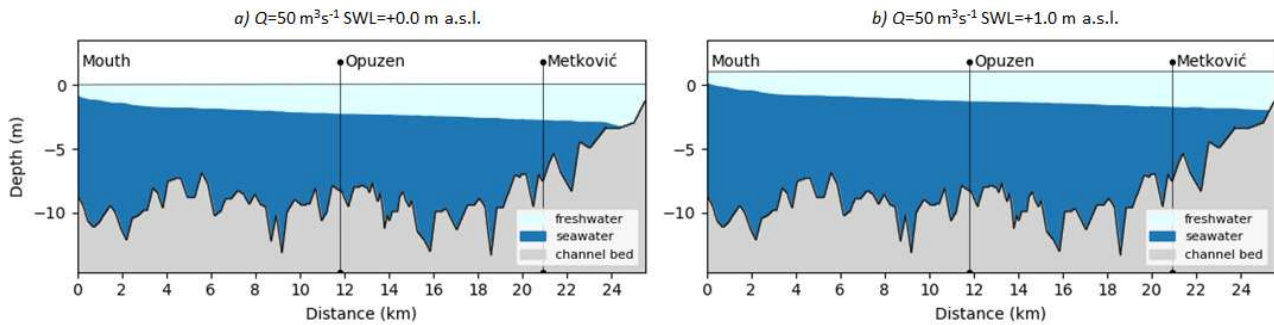 a) Q=50 m³s⁻¹ SWL=+0.0 m a.s.l.
Mouth
Opuzen
Metković
0
−5
−10
Depth (m)
freshwater
seawater
channel bed
0 2 4 6 8 10 12 14 16 18 20 22 24
Distance (km)
b) Q=50 m³s⁻¹ SWL=+1.0 m a.s.l.
Mouth
Opuzen
Metković
0
−5
−10
freshwater
seawater
channel bed
0 2 4 6 8 10 12 14 16 18 20 22 24
Distance (km)